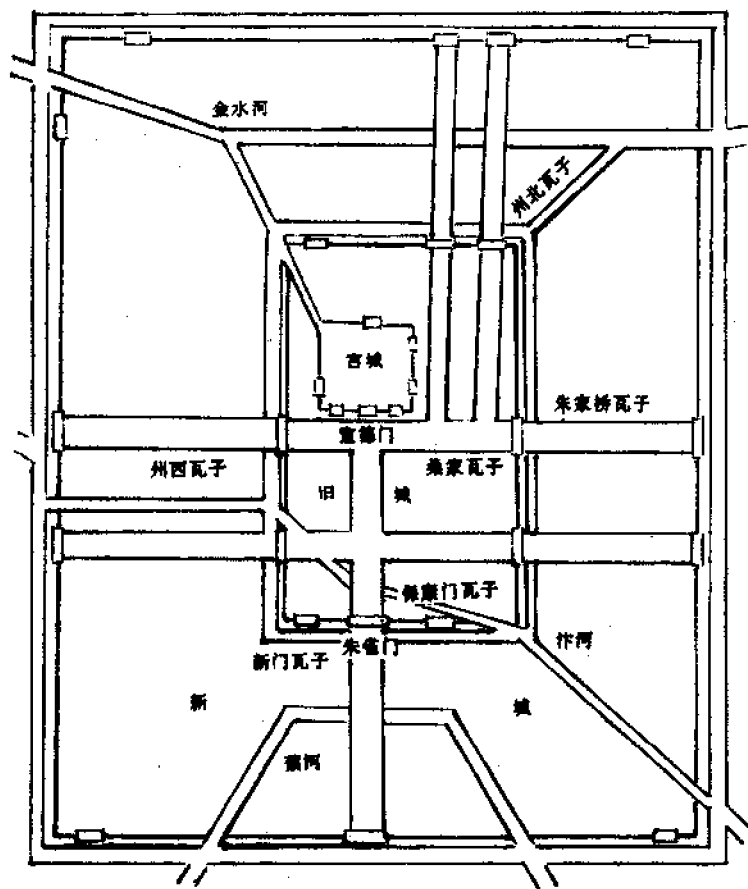 金水河
州北瓦子
宫城
朱家桥瓦子
宣德门
州西瓦子
桑家瓦子
旧城
保康门瓦子
朱雀门
汴河
新门瓦子
新城
蔡河